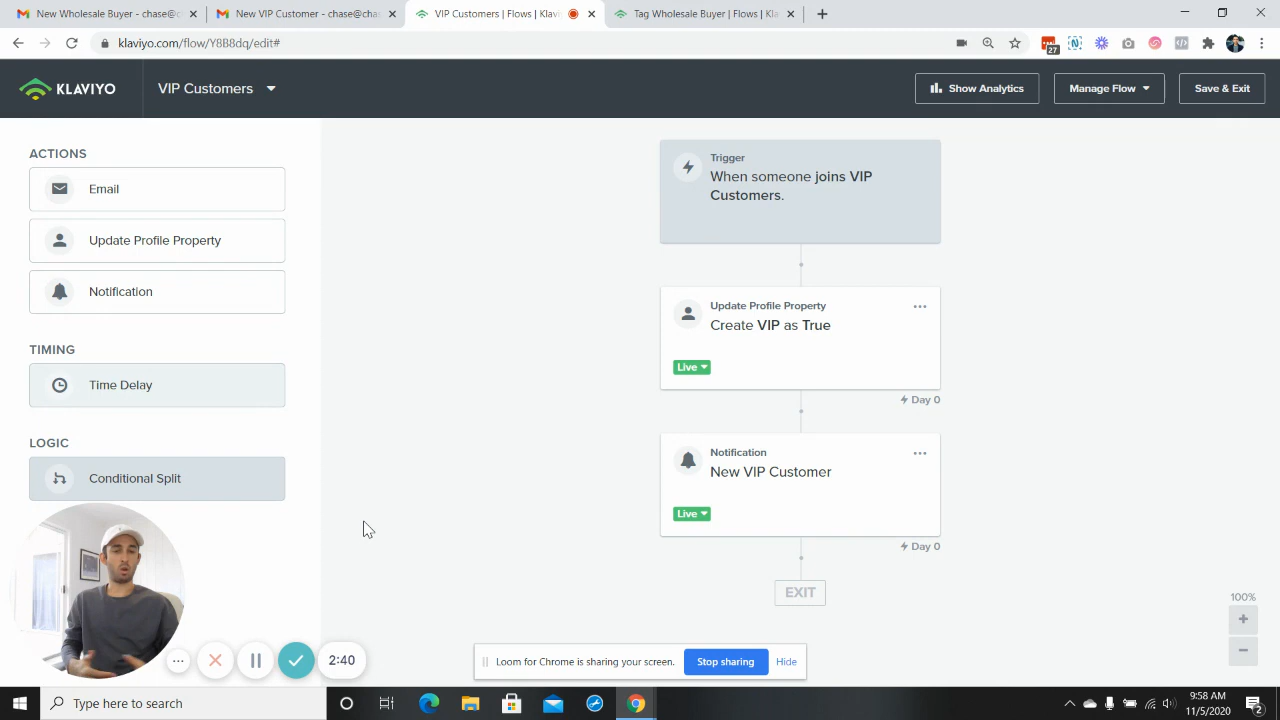 New Wholesale Buyer - chase@c
New VIP Customer - chase@cha
VIP Customers | Flows | Klavi
Tag Wholesale Buyer | Flows | Kla
klaviyo.com/flow/Y8B8dq/edit#
27
KLAVIYO
VIP Customers
Show Analytics
Manage Flow
Save & Exit
ACTIONS
Email
Update Profile Property
Notification
TIMING
Time Delay
LOGIC
Conditional Split
Trigger
When someone joins VIP
Customers.
Update Profile Property
Create VIP as True
Live
Day 0
Notification
New VIP Customer
Live
Day 0
EXIT
100%
2:40
Loom for Chrome is sharing your screen.
Stop sharing
Hide
Type here to search
9:58 AM
11/5/2020
2